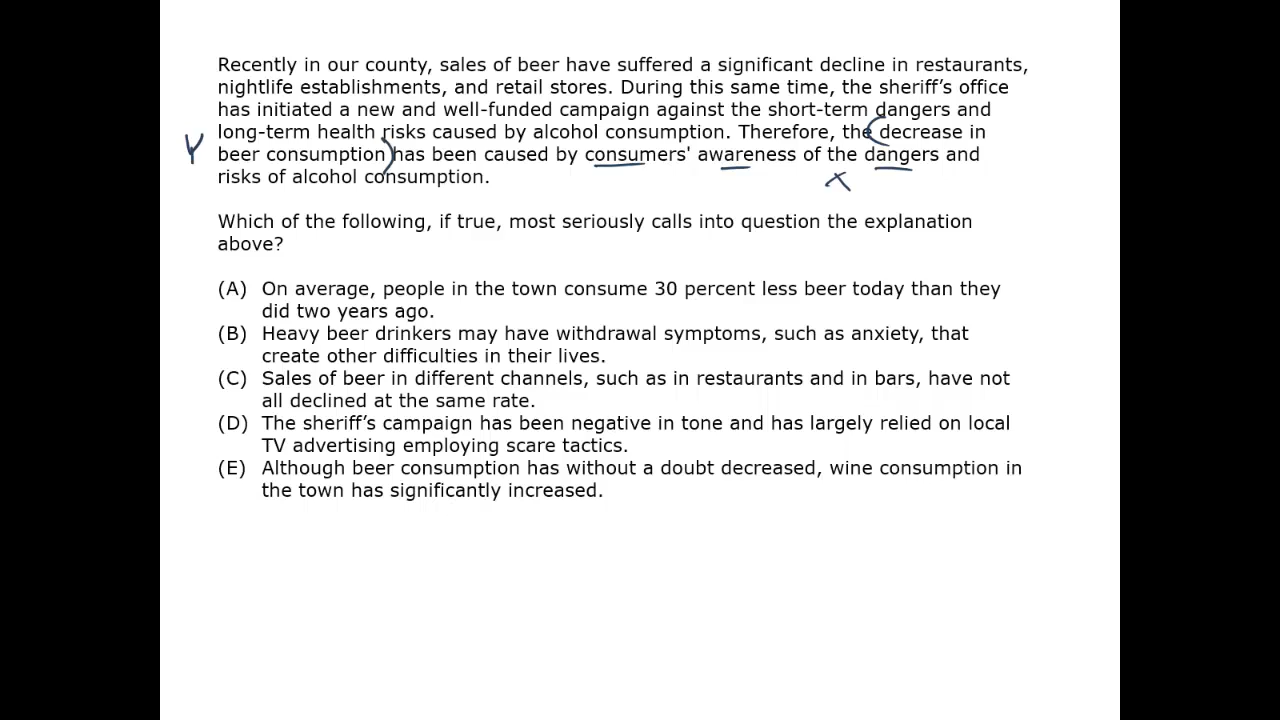 Recently in our county, sales of beer have suffered a significant decline in restaurants,
nightlife establishments, and retail stores. During this same time, the sheriff’s office
has initiated a new and well-funded campaign against the short-term dangers and
long-term health risks caused by alcohol consumption. Therefore, the decrease in
Y beer consumption has been caused by consumers' awareness of the dangers and
risks of alcohol consumption.
X
Which of the following, if true, most seriously calls into question the explanation
above?
(A) On average, people in the town consume 30 percent less beer today than they
did two years ago.
(B) Heavy beer drinkers may have withdrawal symptoms, such as anxiety, that
create other difficulties in their lives.
(C) Sales of beer in different channels, such as in restaurants and in bars, have not
all declined at the same rate.
(D) The sheriff’s campaign has been negative in tone and has largely relied on local
TV advertising employing scare tactics.
(E) Although beer consumption has without a doubt decreased, wine consumption in
the town has significantly increased.